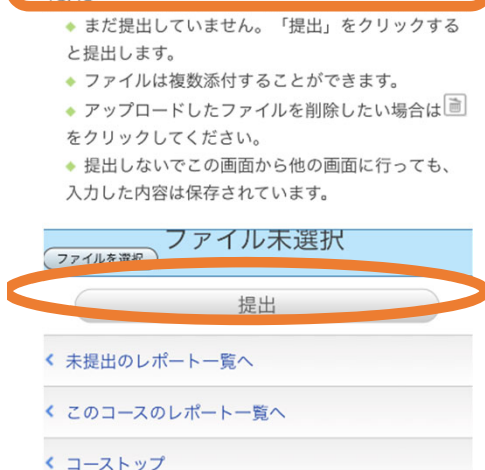 まだ提出していません。「提出」をクリックする
と提出します。
ファイルは複数添付することができます。
アップロードしたファイルを削除したい場合は
をクリックしてください。
提出しないでこの画面から他の画面に行っても、
入力した内容は保存されています。
ファイル未選択
ファイルを選択
提出
未提出のレポート一覧へ
このコースのレポート一覧へ
コーストップ